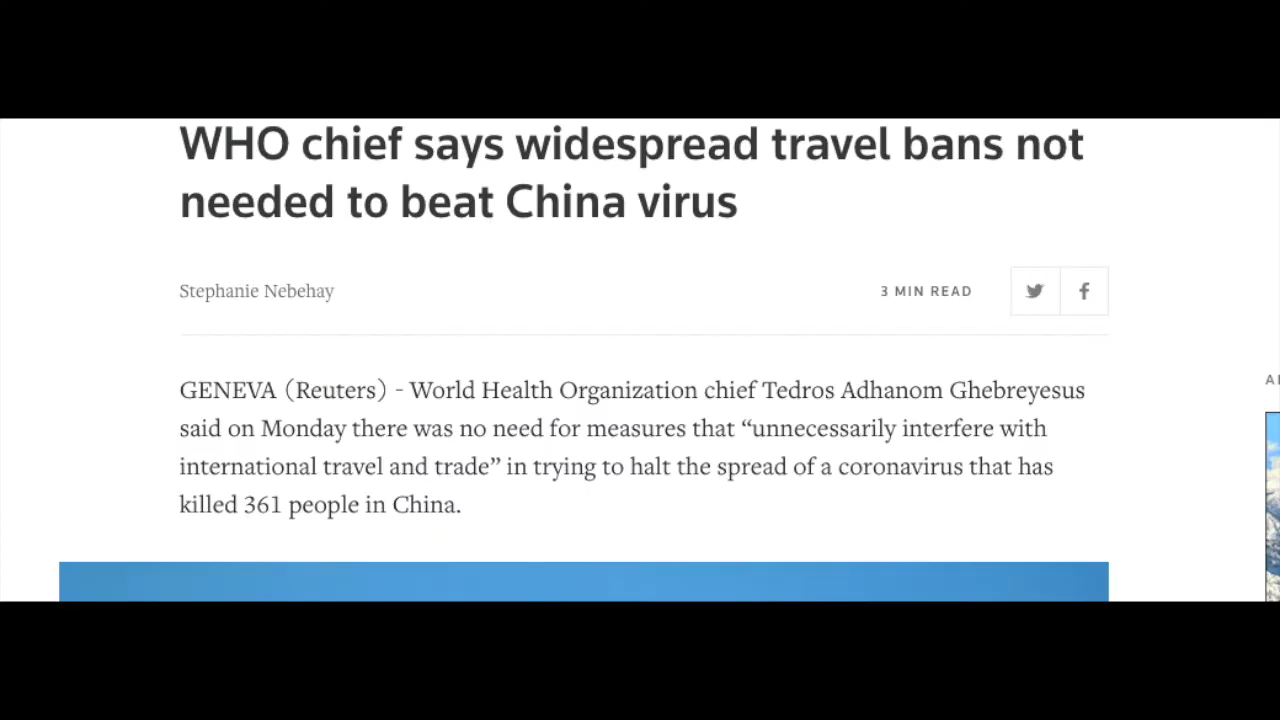 WHO chief says widespread travel bans not
needed to beat China virus
Stephanie Nebehay
3 MIN READ
GENEVA (Reuters) - World Health Organization chief Tedros Adhanom Ghebreyesus
said on Monday there was no need for measures that “unnecessarily interfere with
international travel and trade” in trying to halt the spread of a coronavirus that has
killed 361 people in China.